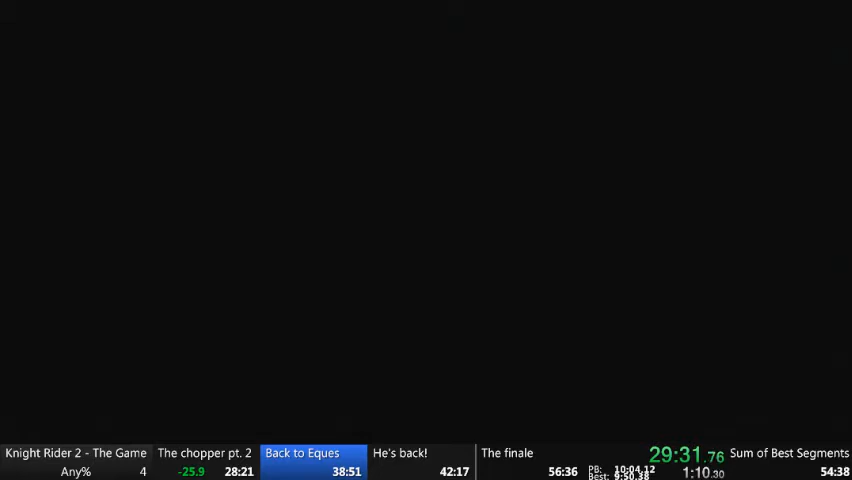 Knight Rider 2 - The Game
Any% 4
The chopper pt. 2
-25.9 28:21
Back to Eques
38:51
He's back!
42:17
The finale
56:36
PB: 10:04.12
Best: 9:50.38
29:31.76
1:10.30
Sum of Best Segments
54:38